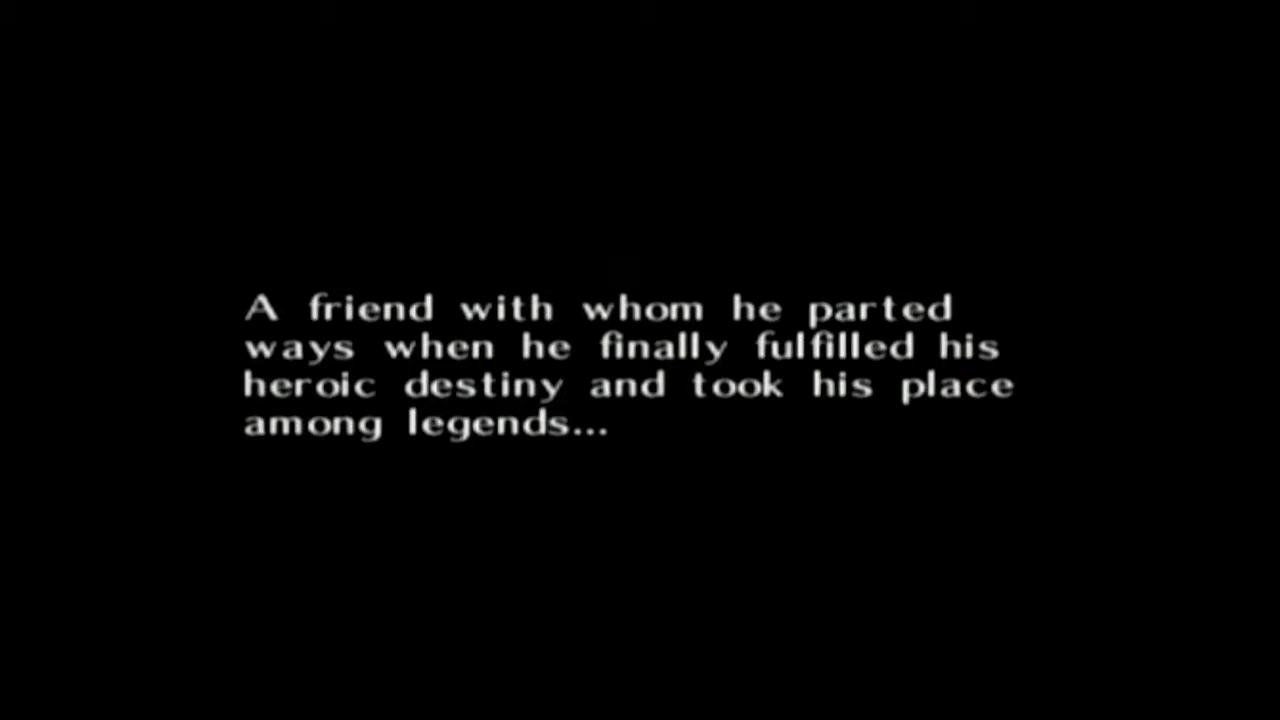 A friend with whom he parted
ways when he finally fulfilled his
heroic destiny and took his place
among legends...